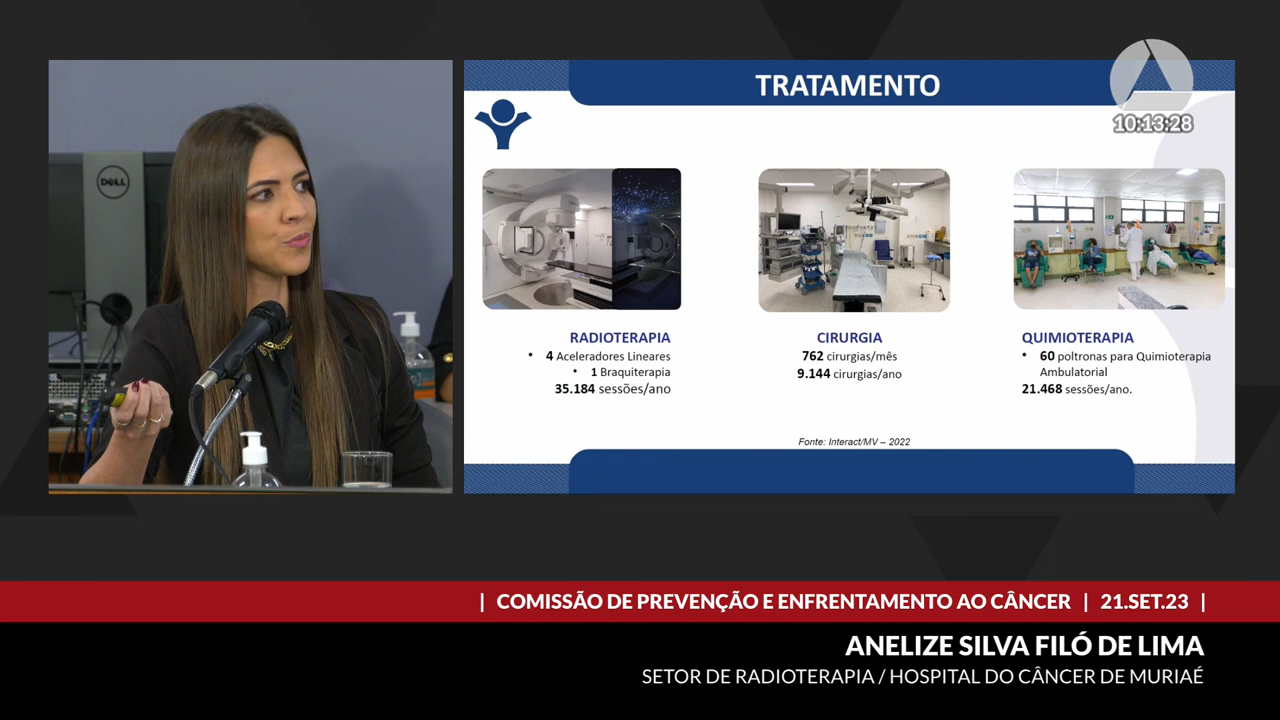 DELL
TRATAMENTO
10:13:28
RADIOTERAPIA
• 4 Aceleradores Lineares
• 1 Braquiterapia
35.184 sessões/ano
CIRURGIA
762 cirurgias/mês
9.144 cirurgias/ano
QUIMIOTERAPIA
• 60 poltronas para Quimioterapia
Ambulatorial
21.468 sessões/ano.
Fonte: Interact/MV – 2022
| COMISSÃO DE PREVENÇÃO E ENFRENTAMENTO AO CÂNCER | 21.SET.23 |
ANELIZE SILVA FILÓ DE LIMA
SETOR DE RADIOTERAPIA / HOSPITAL DO CÂNCER DE MURIAÉ